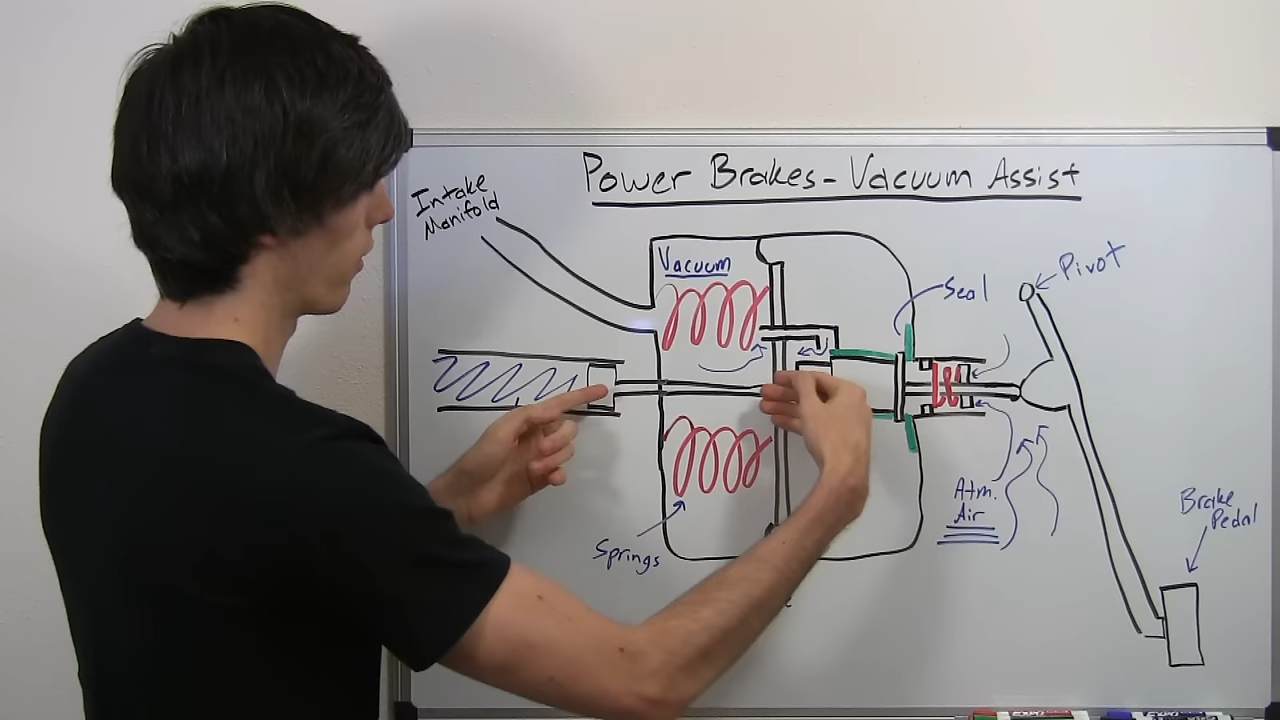 Power Brakes - Vacuum Assist
Intake
Manifold
Vacuum
Seal
Pivot
Springs
Atm.
Air
Brake
Pedal